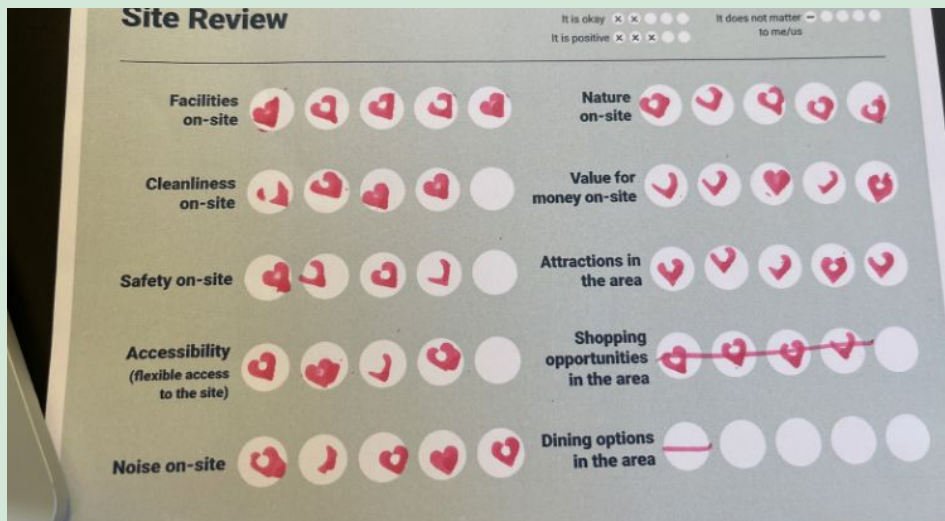 Site Review
It is okay x x
It is positive x x x
It does not matter –
to me/us
Facilities
on-site
Cleanliness
on-site
Safety on-site
Accessibility
(flexible access
to the site)
Noise on-site
Nature
on-site
Value for
money on-site
Attractions in
the area
Shopping
opportunities
in the area
Dining options
in the area